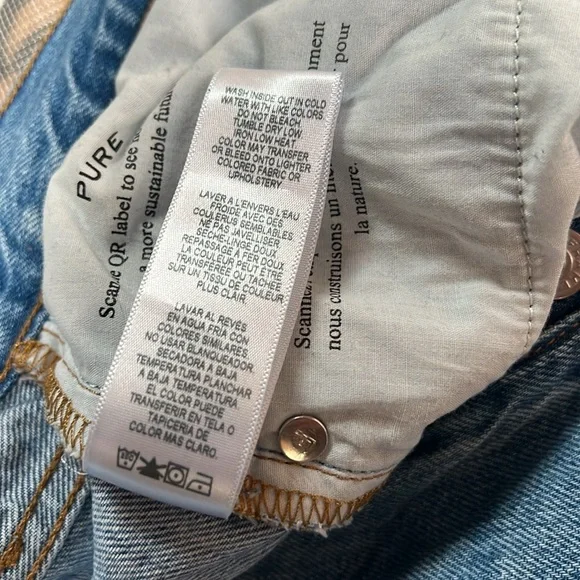 WASH INSIDE OUT IN COLD
WATER WITH LIKE COLORS
DO NOT BLEACH
TUMBLE DRY LOW
IRON LOW HEAT
COLOR MAY TRANSFER
OR BLEED ONTO LIGHTER
COLORED FABRIC OR
UPHOLSTERY
LAVER A L'ENVERS L'EAU
FROIDE AVEC DES
COULEURS SEMBLABLES
NE PAS JAVELLISER
SÈCHE-LINGE DOUX
REPASSAGE À FER DOUX
LA COULEUR PEUT ÊTRE
TRANSFÉRÉE OU TACHÉE
SUR UN TISSU DE COULEUR
PLUS CLAIR.
LAVAR AL REVÉS
EN AGUA FRÍA CON
COLORES SIMILARES
NO USAR BLANQUEADOR.
SECADORA A BAJA
TEMPERATURA PLANCHAR
A BAJA TEMPERATURA
EL COLOR PUEDE
TRANSFERIR EN TELA O
TAPICERIA DE
COLOR MAS CLARO.
PURE
Scan QR label to see
a more sustainable
pour
nous construisons un
la nature.
T